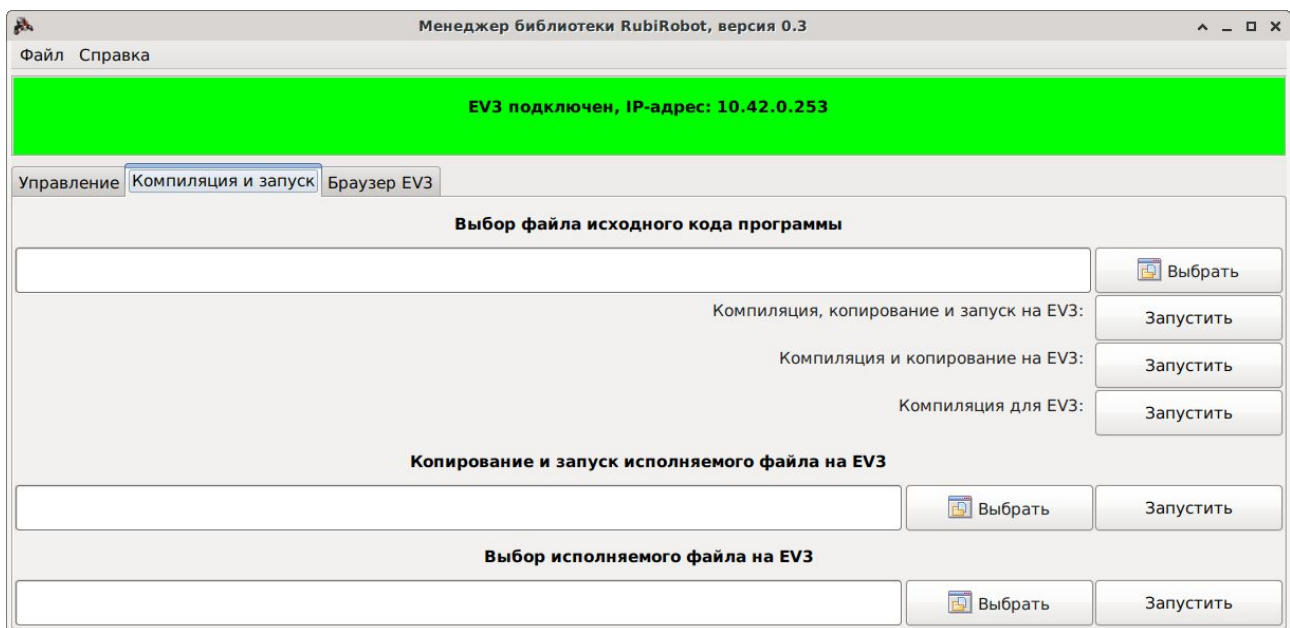 Менеджер библиотеки RubiRobot, версия 0.3
Файл Справка
EV3 подключен, IP-адрес: 10.42.0.253
Управление Компиляция и запуск Браузер EV3
Выбор файла исходного кода программы
Выбрать
Компиляция, копирование и запуск на EV3: Запустить
Компиляция и копирование на EV3: Запустить
Компиляция для EV3: Запустить
Копирование и запуск исполняемого файла на EV3
Выбрать Запустить
Выбор исполняемого файла на EV3
Выбрать Запустить